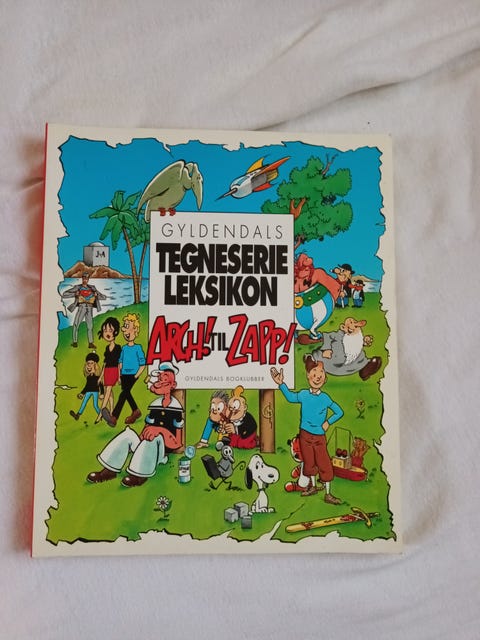 GYLDENDALS
TEGNESERIE
LEKSIKON
ARGH! TIL ZAPP!
GYLDENDALS BOGKLUBBER